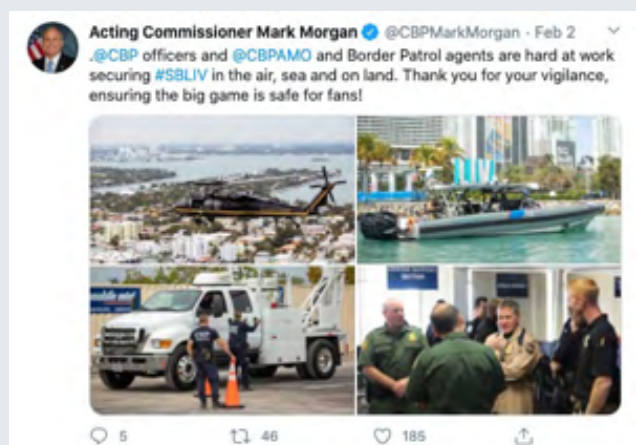 Acting Commissioner Mark Morgan @CBPMarkMorgan · Feb 2
.@CBP officers and @CBPAMO and Border Patrol agents are hard at work
securing #SBLIV in the air, sea and on land. Thank you for your vigilance,
ensuring the big game is safe for fans!
LIV
5 46 185